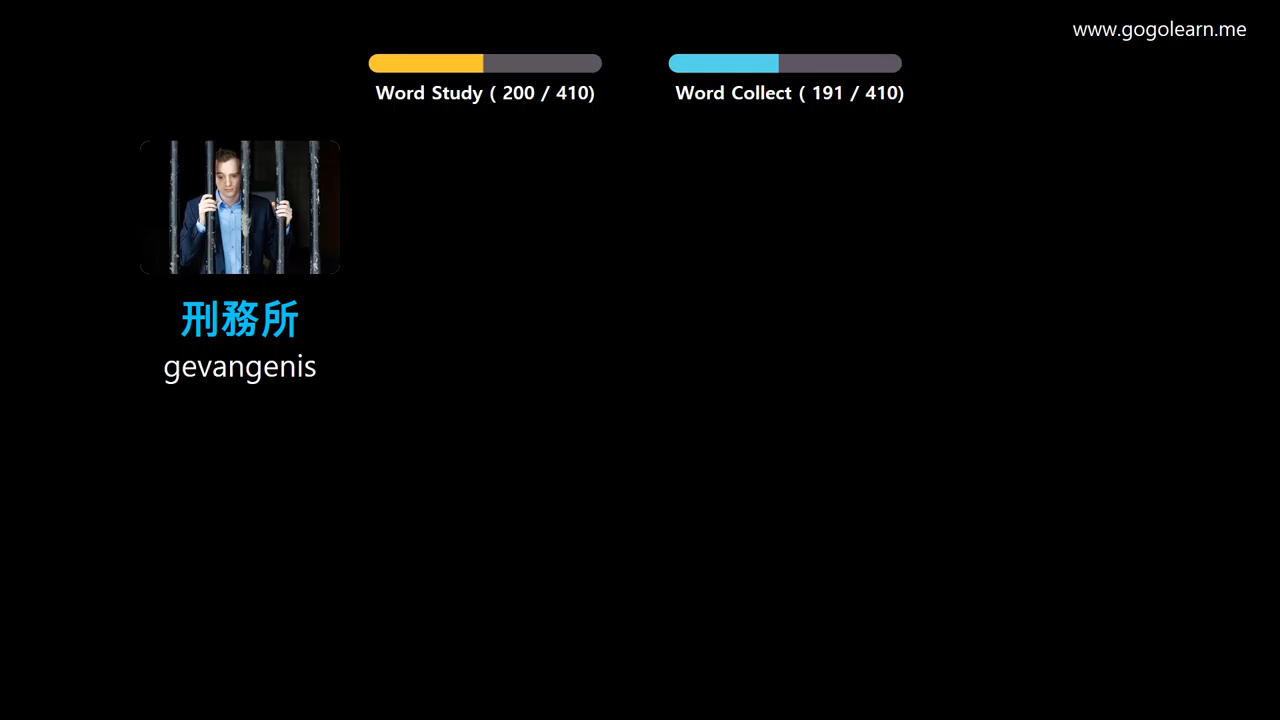 www.gogolearn.me
Word Study ( 200 / 410)
Word Collect ( 191 / 410)
刑務所
gevangenis